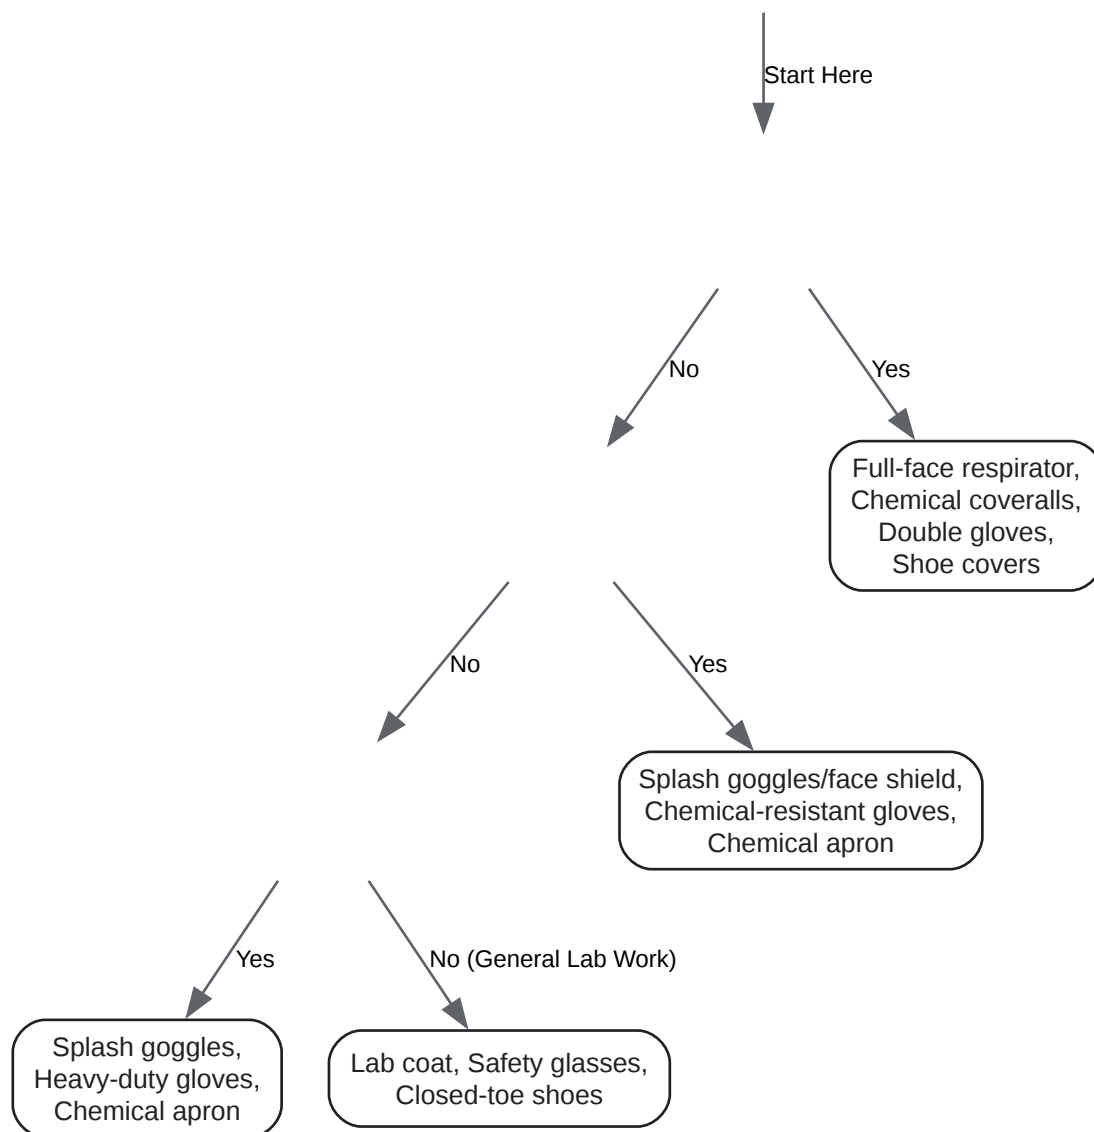 Start Here
No
Yes
Full-face respirator,
Chemical coveralls,
Double gloves,
Shoe covers
No
Yes
Splash goggles/face shield,
Chemical-resistant gloves,
Chemical apron
Yes
No (General Lab Work)
Splash goggles,
Heavy-duty gloves,
Chemical apron
Lab coat, Safety glasses,
Closed-toe shoes